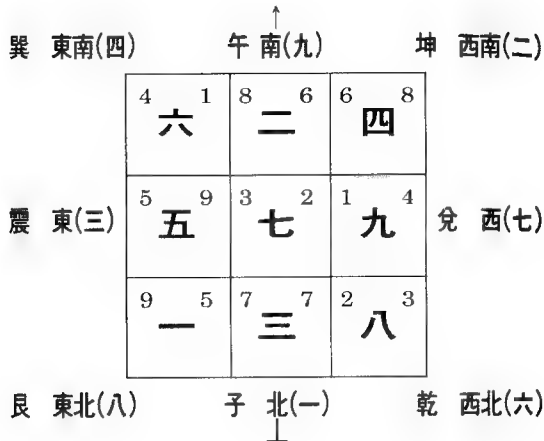 巽 東南(四) 午 南(九) 坤 西南(二)
4 1 8 6 6 8
六 二 四
震 東(三) 5 9 3 2 1 4 兌 西(七)
五 七 九
9 5 7 7 2 3
一 三 八
艮 東北(八) 子 北(一) 乾 西北(六)